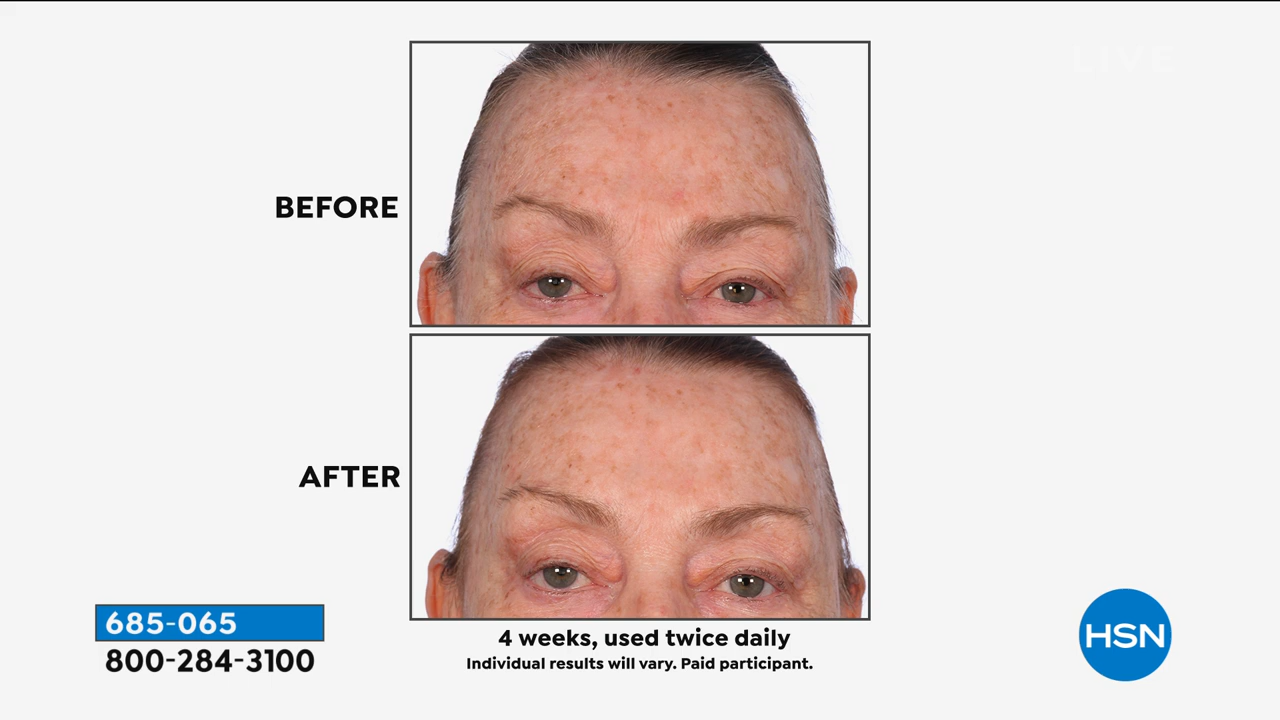 LIVE
BEFORE
AFTER
685-065
800-284-3100
4 weeks, used twice daily
Individual results will vary. Paid participant.
HSN